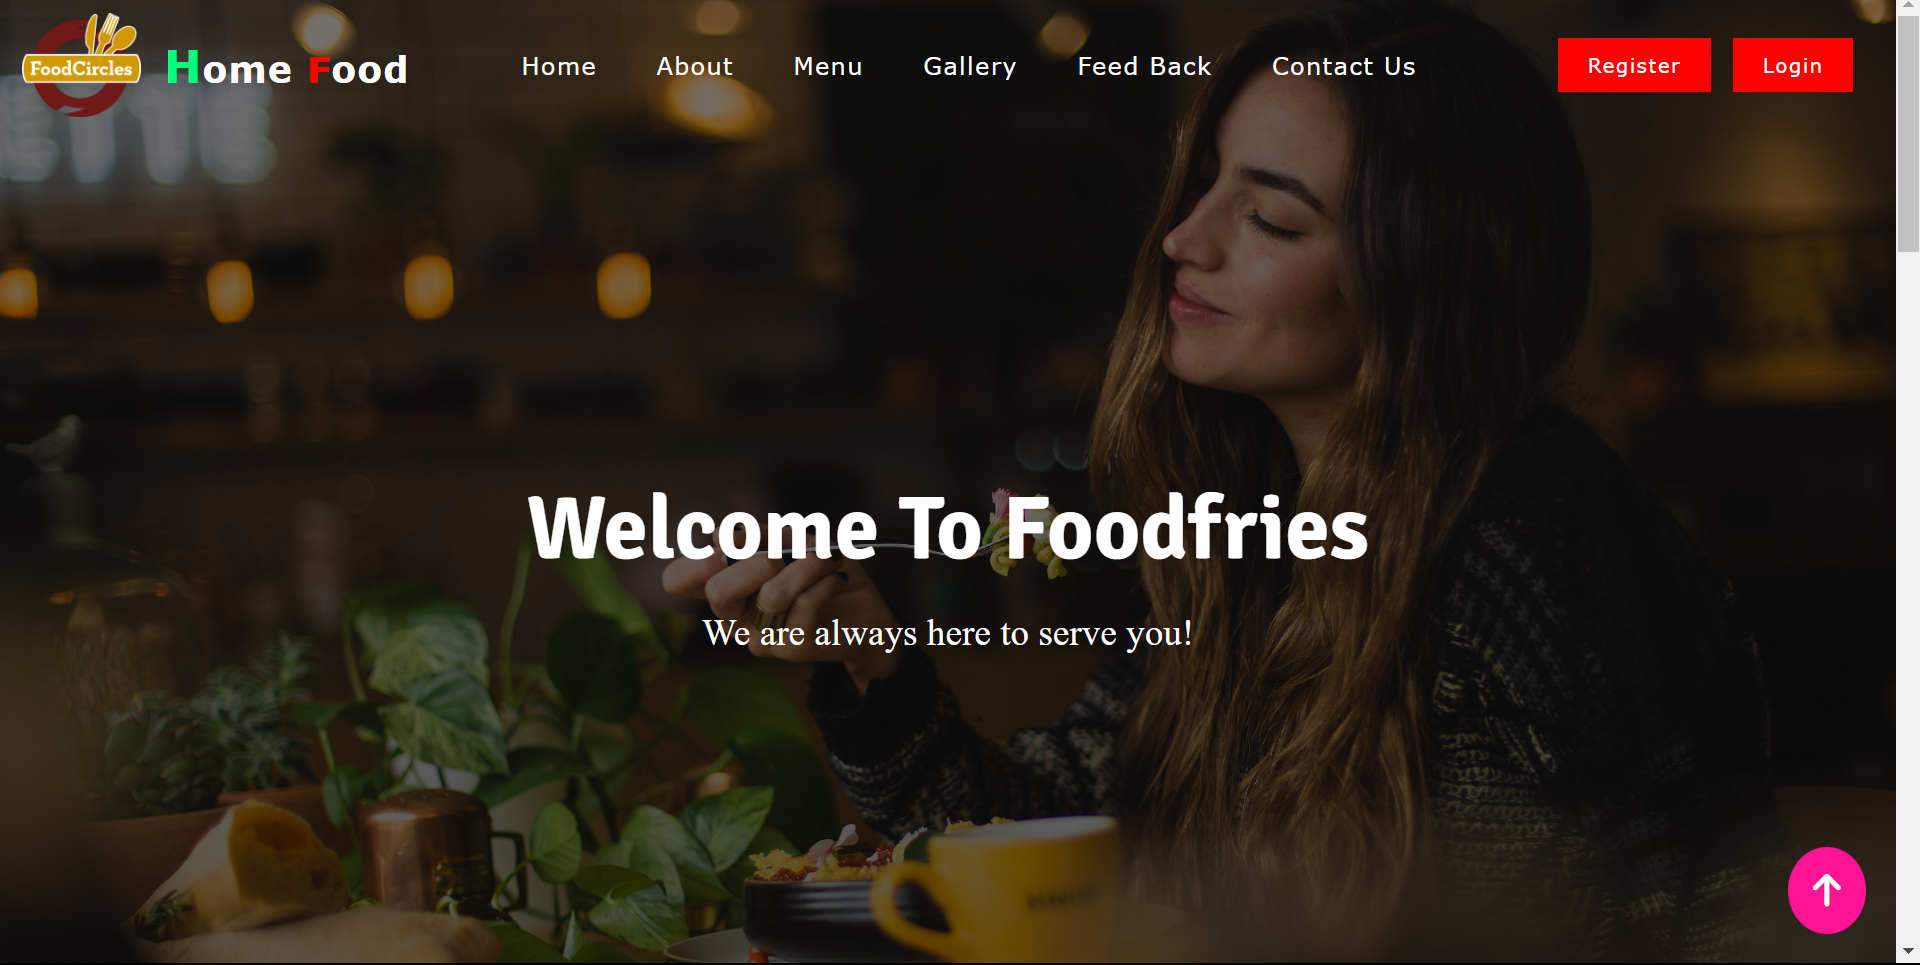 FoodCircles
Home Food
Home
About
Menu
Gallery
Feed Back
Contact Us
Register
Login
Welcome To Foodfries
We are always here to serve you!